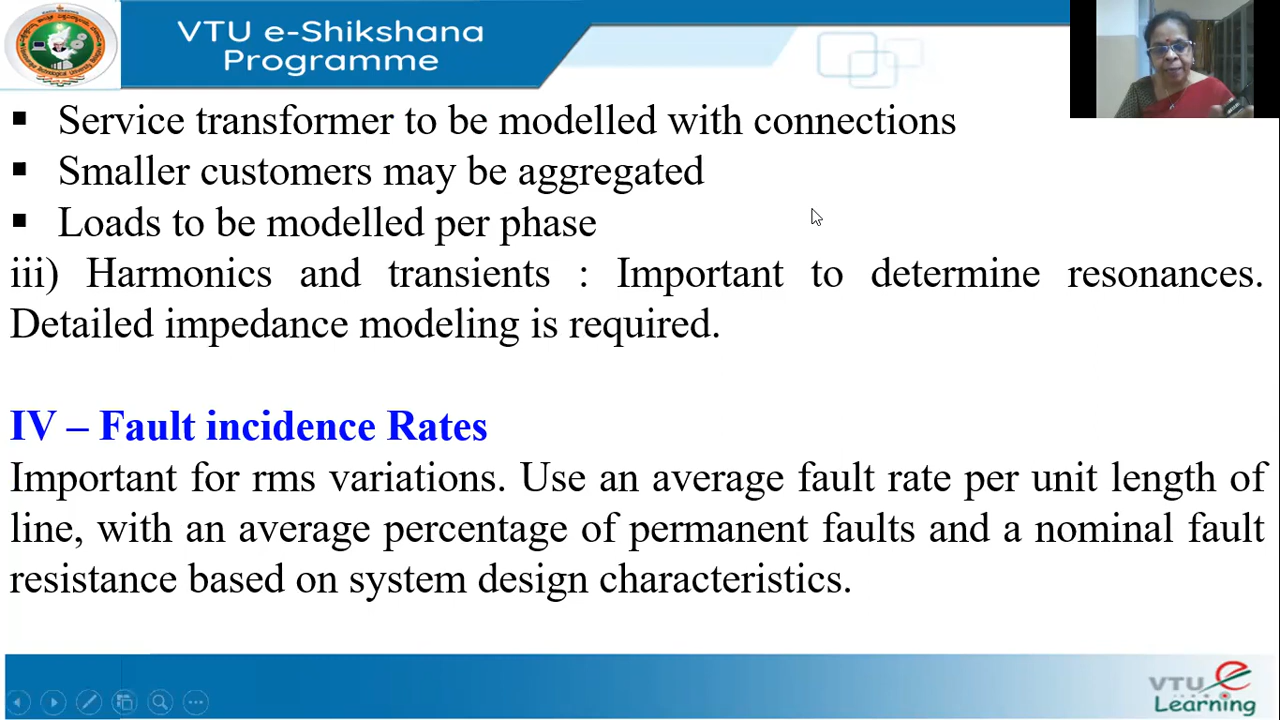 VTU e-Shikshana
Programme
▪ Service transformer to be modelled with connections
▪ Smaller customers may be aggregated
▪ Loads to be modelled per phase
iii) Harmonics and transients : Important to determine resonances.
Detailed impedance modeling is required.
IV – Fault incidence Rates
Important for rms variations. Use an average fault rate per unit length of
line, with an average percentage of permanent faults and a nominal fault
resistance based on system design characteristics.
VTU e
Learning